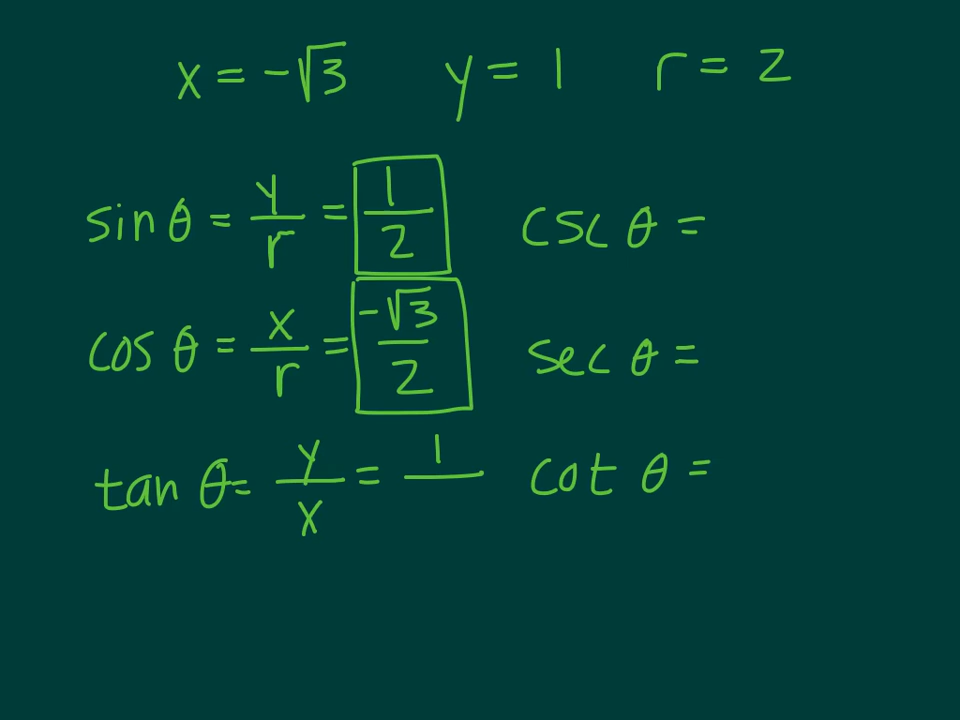 x = -√3 y = 1 r = 2
sin θ = y/r = 1/2 csc θ =
cos θ = x/r = -√3/2 sec θ =
tan θ = y/x = 1/ cot θ =